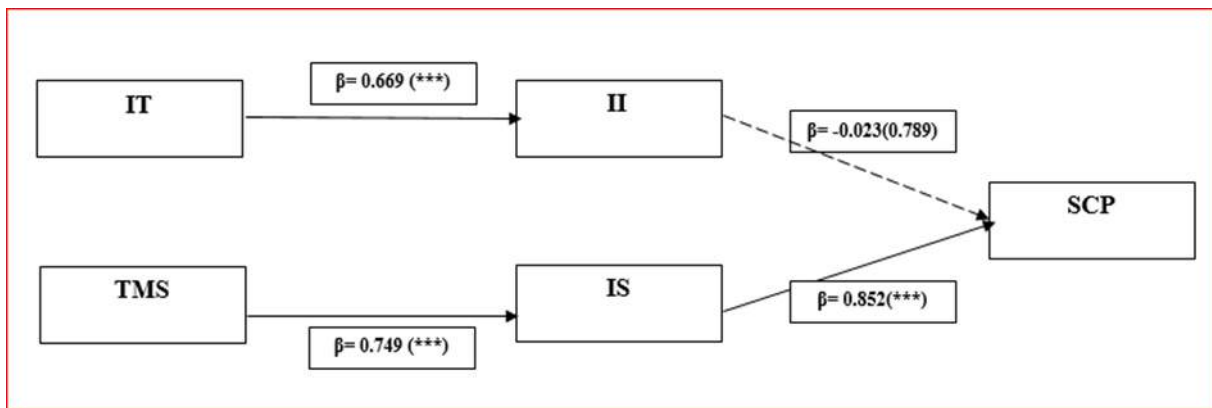 β= 0.669 (***)
IT
II
β= -0.023(0.789)
SCP
TMS
IS
β= 0.852(***)
β= 0.749 (***)